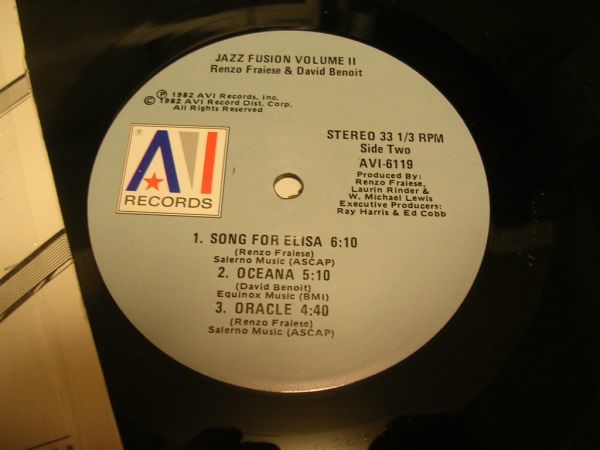 JAZZ FUSION VOLUME II
Renzo Fraiese & David Benoit
℗ 1982 AVI Records, Inc.
© 1982 AVI Record Dist. Corp.
All Rights Reserved
® AVI
RECORDS
STEREO 33 1/3 RPM
Side Two
AVI-6119
Produced By:
Renzo Fraiese,
Laurin Rinder &
W. Michael Lewis
Executive Producers:
Ray Harris & Ed Cobb
1. SONG FOR ELISA 6:10
(Renzo Fraiese)
Salerno Music (ASCAP)
2. OCEANA 5:10
(David Benoit)
Equinox Music (BMI)
3. ORACLE 4:40
(Renzo Fraiese)
Salerno Music (ASCAP)